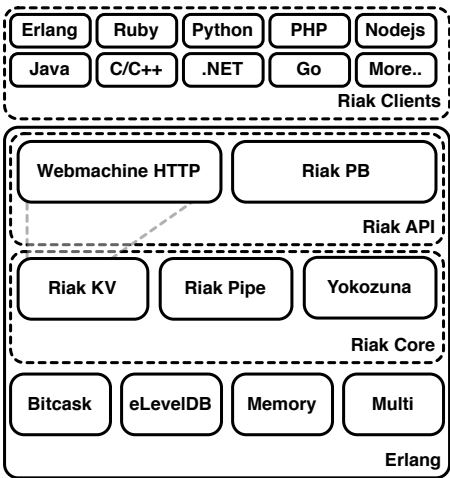 Erlang Ruby Python PHP Nodejs
Java C/C++ .NET Go More..
Riak Clients
Webmachine HTTP Riak PB
Riak API
Riak KV Riak Pipe Yokozuna
Riak Core
Bitcask eLevelDB Memory Multi
Erlang